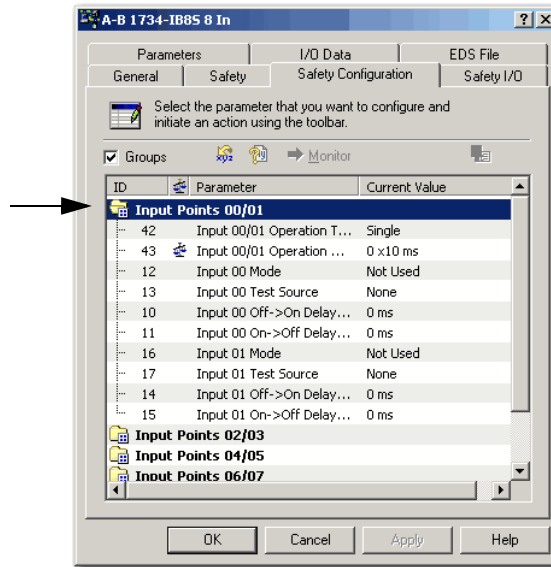 A-B 1734-IB8S 8 In
Parameters I/O Data EDS File
General Safety Safety Configuration Safety I/O
Select the parameter that you want to configure and
initiate an action using the toolbar.
Groups xyz Monitor
ID Parameter Current Value
Input Points 00/01
42 Input 00/01 Operation T... Single
43 Input 00/01 Operation ... 0 x10 ms
12 Input 00 Mode Not Used
13 Input 00 Test Source None
10 Input 00 Off->On Delay... 0 ms
11 Input 00 On->Off Delay... 0 ms
16 Input 01 Mode Not Used
17 Input 01 Test Source None
14 Input 01 Off->On Delay... 0 ms
15 Input 01 On->Off Delay... 0 ms
Input Points 02/03
Input Points 04/05
Input Points 06/07
OK Cancel Apply Help